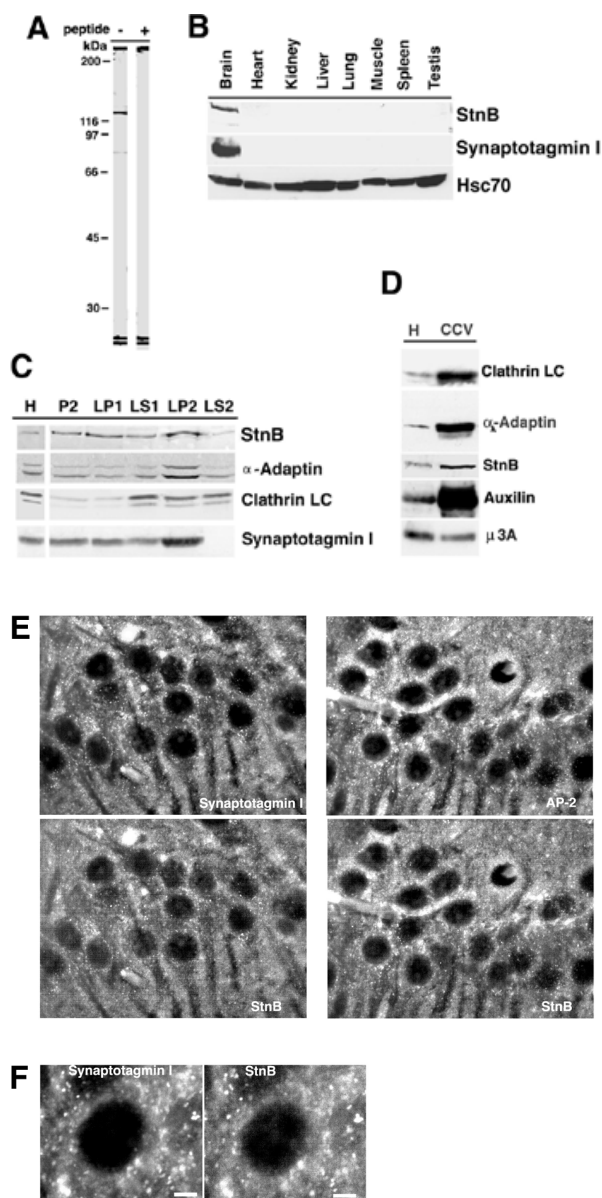 A
peptide - +
kDa
200
116
97
66
45
30
B
Brain
Heart
Kidney
Liver
Lung
Muscle
Spleen
Testis
StnB
Synaptotagmin I
Hsc70
C
H P2 LP1 LS1 LP2 LS2
StnB
α-Adaptin
Clathrin LC
Synaptotagmin I
D
H CCV
Clathrin LC
α-Adaptin
StnB
Auxilin
μ3A
E
Synaptotagmin I
AP-2
StnB
StnB
F
Synaptotagmin I
StnB